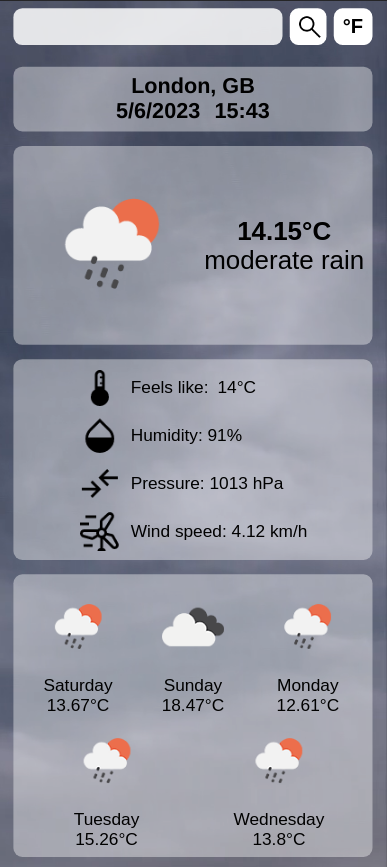 °F
London, GB
5/6/2023 15:43
14.15°C
moderate rain
Feels like: 14°C
Humidity: 91%
Pressure: 1013 hPa
Wind speed: 4.12 km/h
Saturday
13.67°C
Sunday
18.47°C
Monday
12.61°C
Tuesday
15.26°C
Wednesday
13.8°C